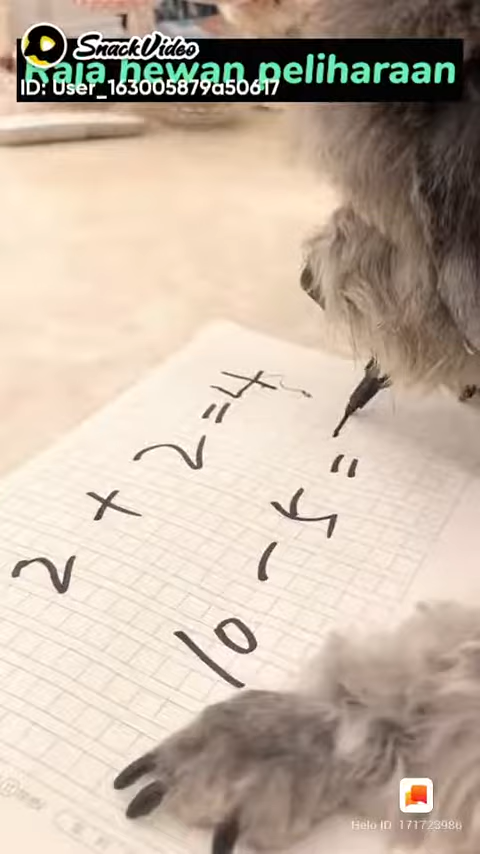 SnackVideo
Raja hewan peliharaan
ID: User_163005879a50617
2 + 2 = 4
10 - 5 =
Helo ID 171723986